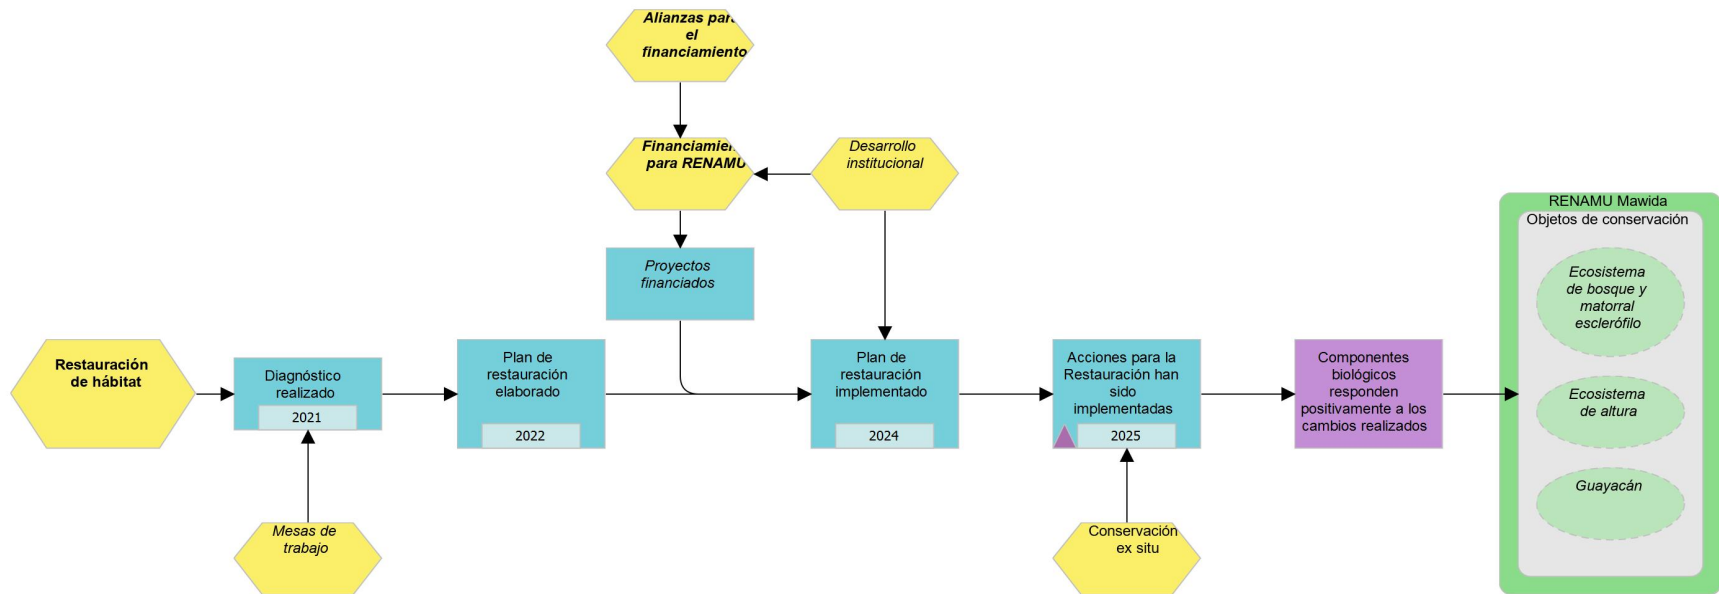 Alianzas para
el
financiamiento
Financiamien
para RENAMU
Desarrollo
institucional
Proyectos
financiados
Restauración
de hábitat
Diagnóstico
realizado
2021
Mesas de
trabajo
Plan de
restauración
elaborado
2022
Plan de
restauración
implementado
2024
Acciones para la
Restauración han
sido
implementadas
2025
Conservación
ex situ
Componentes
biológicos
responden
positivamente a los
cambios realizados
RENAMU Mawida
Objetos de conservación
Ecosistema
de bosque y
matorral
esclerófilo
Ecosistema
de altura
Guayacán